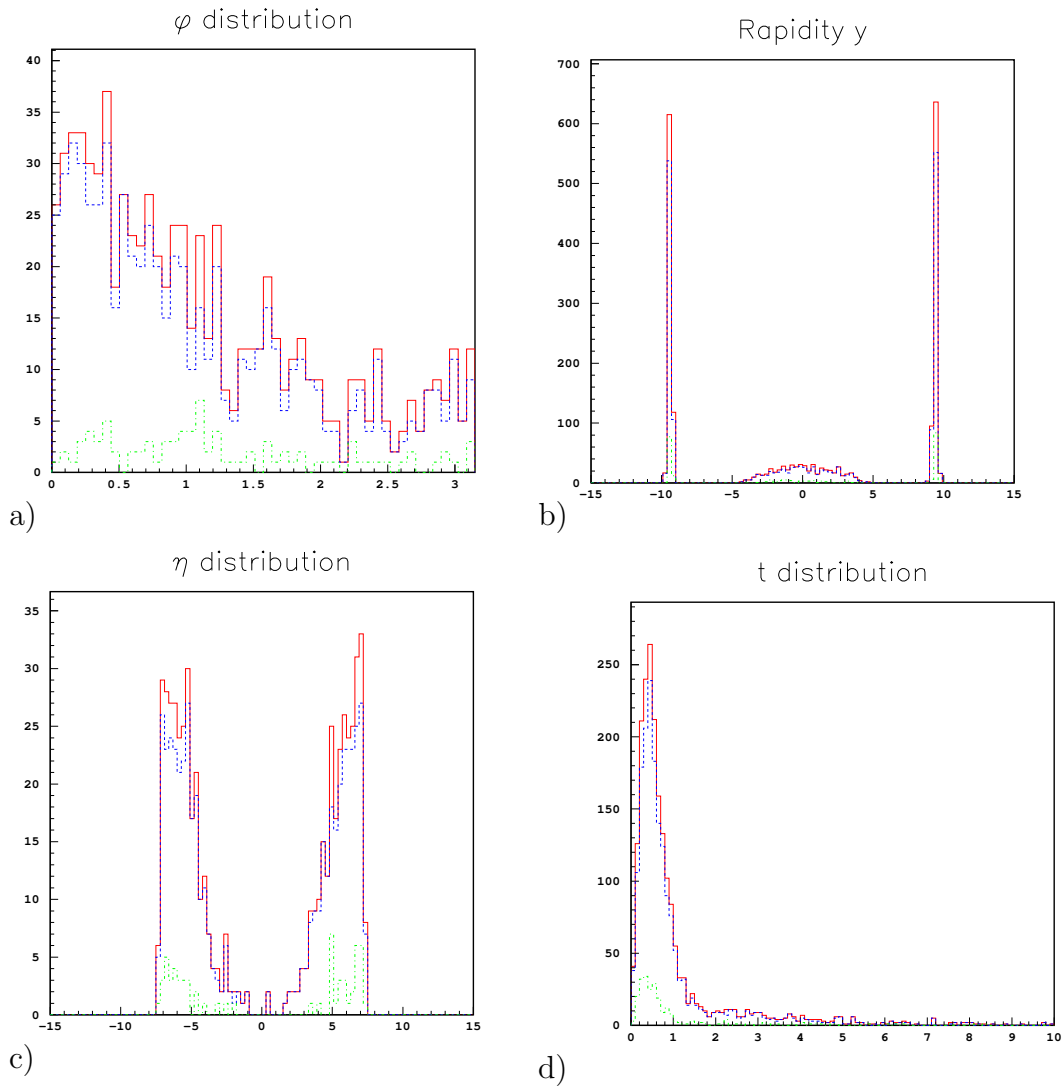 φ distribution
40
35
30
25
20
15
10
5
0
0 0.5 1 1.5 2 2.5 3
a)
Rapidity y
700
600
500
400
300
200
100
0
−15 −10 −5 0 5 10 15
b)
η distribution
35
30
25
20
15
10
5
0
−15 −10 −5 0 5 10 15
c)
t distribution
250
200
150
100
50
0
0 1 2 3 4 5 6 7 8 9 10
d)